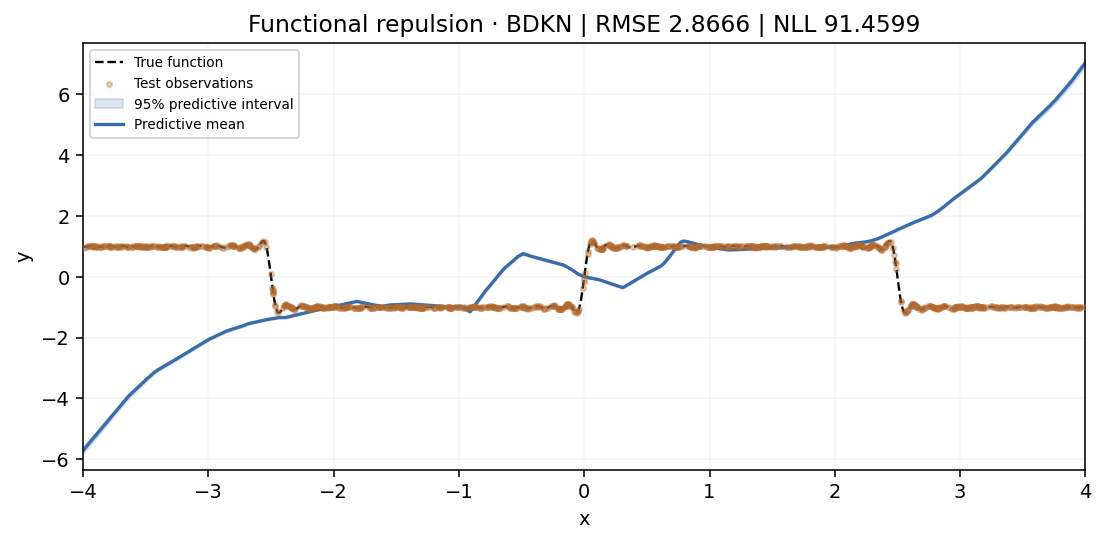 Functional repulsion · BDKN | RMSE 2.8666 | NLL 91.4599
True function
Test observations
95% predictive interval
Predictive mean
y
6
4
2
0
−2
−4
−6
−4
−3
−2
−1
0
1
2
3
4
x